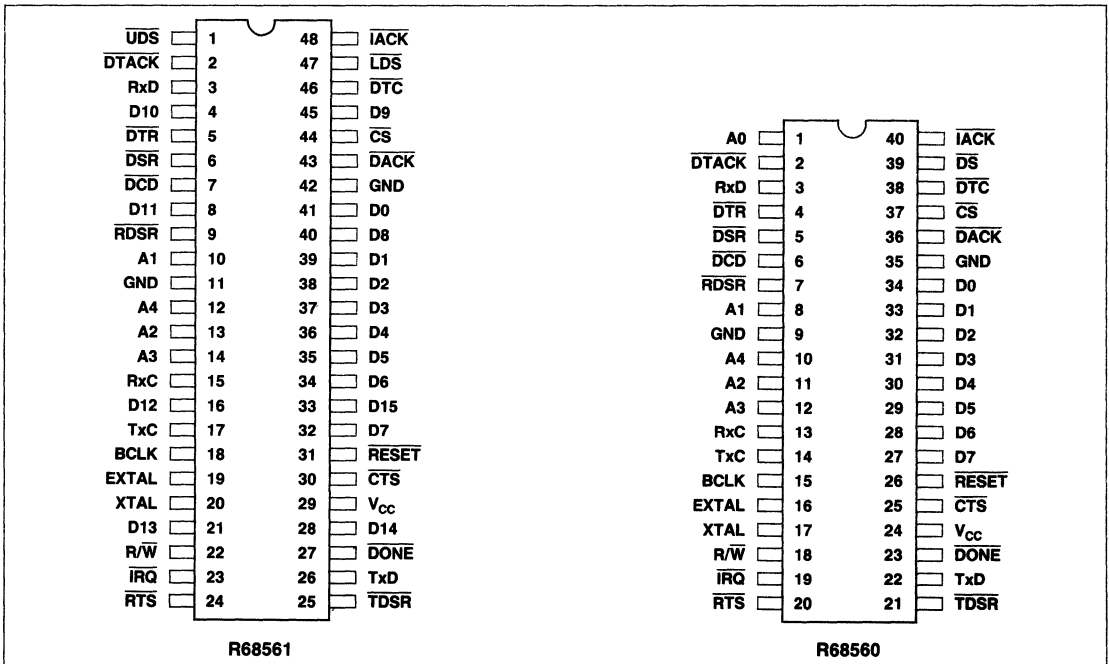 UDS 1 48 IACK
DTACK 2 47 LDS
RxD 3 46 DTC
D10 4 45 D9
DTR 5 44 CS
DSR 6 43 DACK
DCD 7 42 GND
D11 8 41 D0
RDSR 9 40 D8
A1 10 39 D1
GND 11 38 D2
A4 12 37 D3
A2 13 36 D4
A3 14 35 D5
RxC 15 34 D6
D12 16 33 D15
TxC 17 32 D7
BCLK 18 31 RESET
EXTAL 19 30 CTS
XTAL 20 29 VCC
D13 21 28 D14
R/W 22 27 DONE
IRQ 23 26 TxD
RTS 24 25 TDSR
R68561
A0 1 40 IACK
DTACK 2 39 DS
RxD 3 38 DTC
DTR 4 37 CS
DSR 5 36 DACK
DCD 6 35 GND
RDSR 7 34 D0
A1 8 33 D1
GND 9 32 D2
A4 10 31 D3
A2 11 30 D4
A3 12 29 D5
RxC 13 28 D6
TxC 14 27 D7
BCLK 15 26 RESET
EXTAL 16 25 CTS
XTAL 17 24 VCC
R/W 18 23 DONE
IRQ 19 22 TxD
RTS 20 21 TDSR
R68560